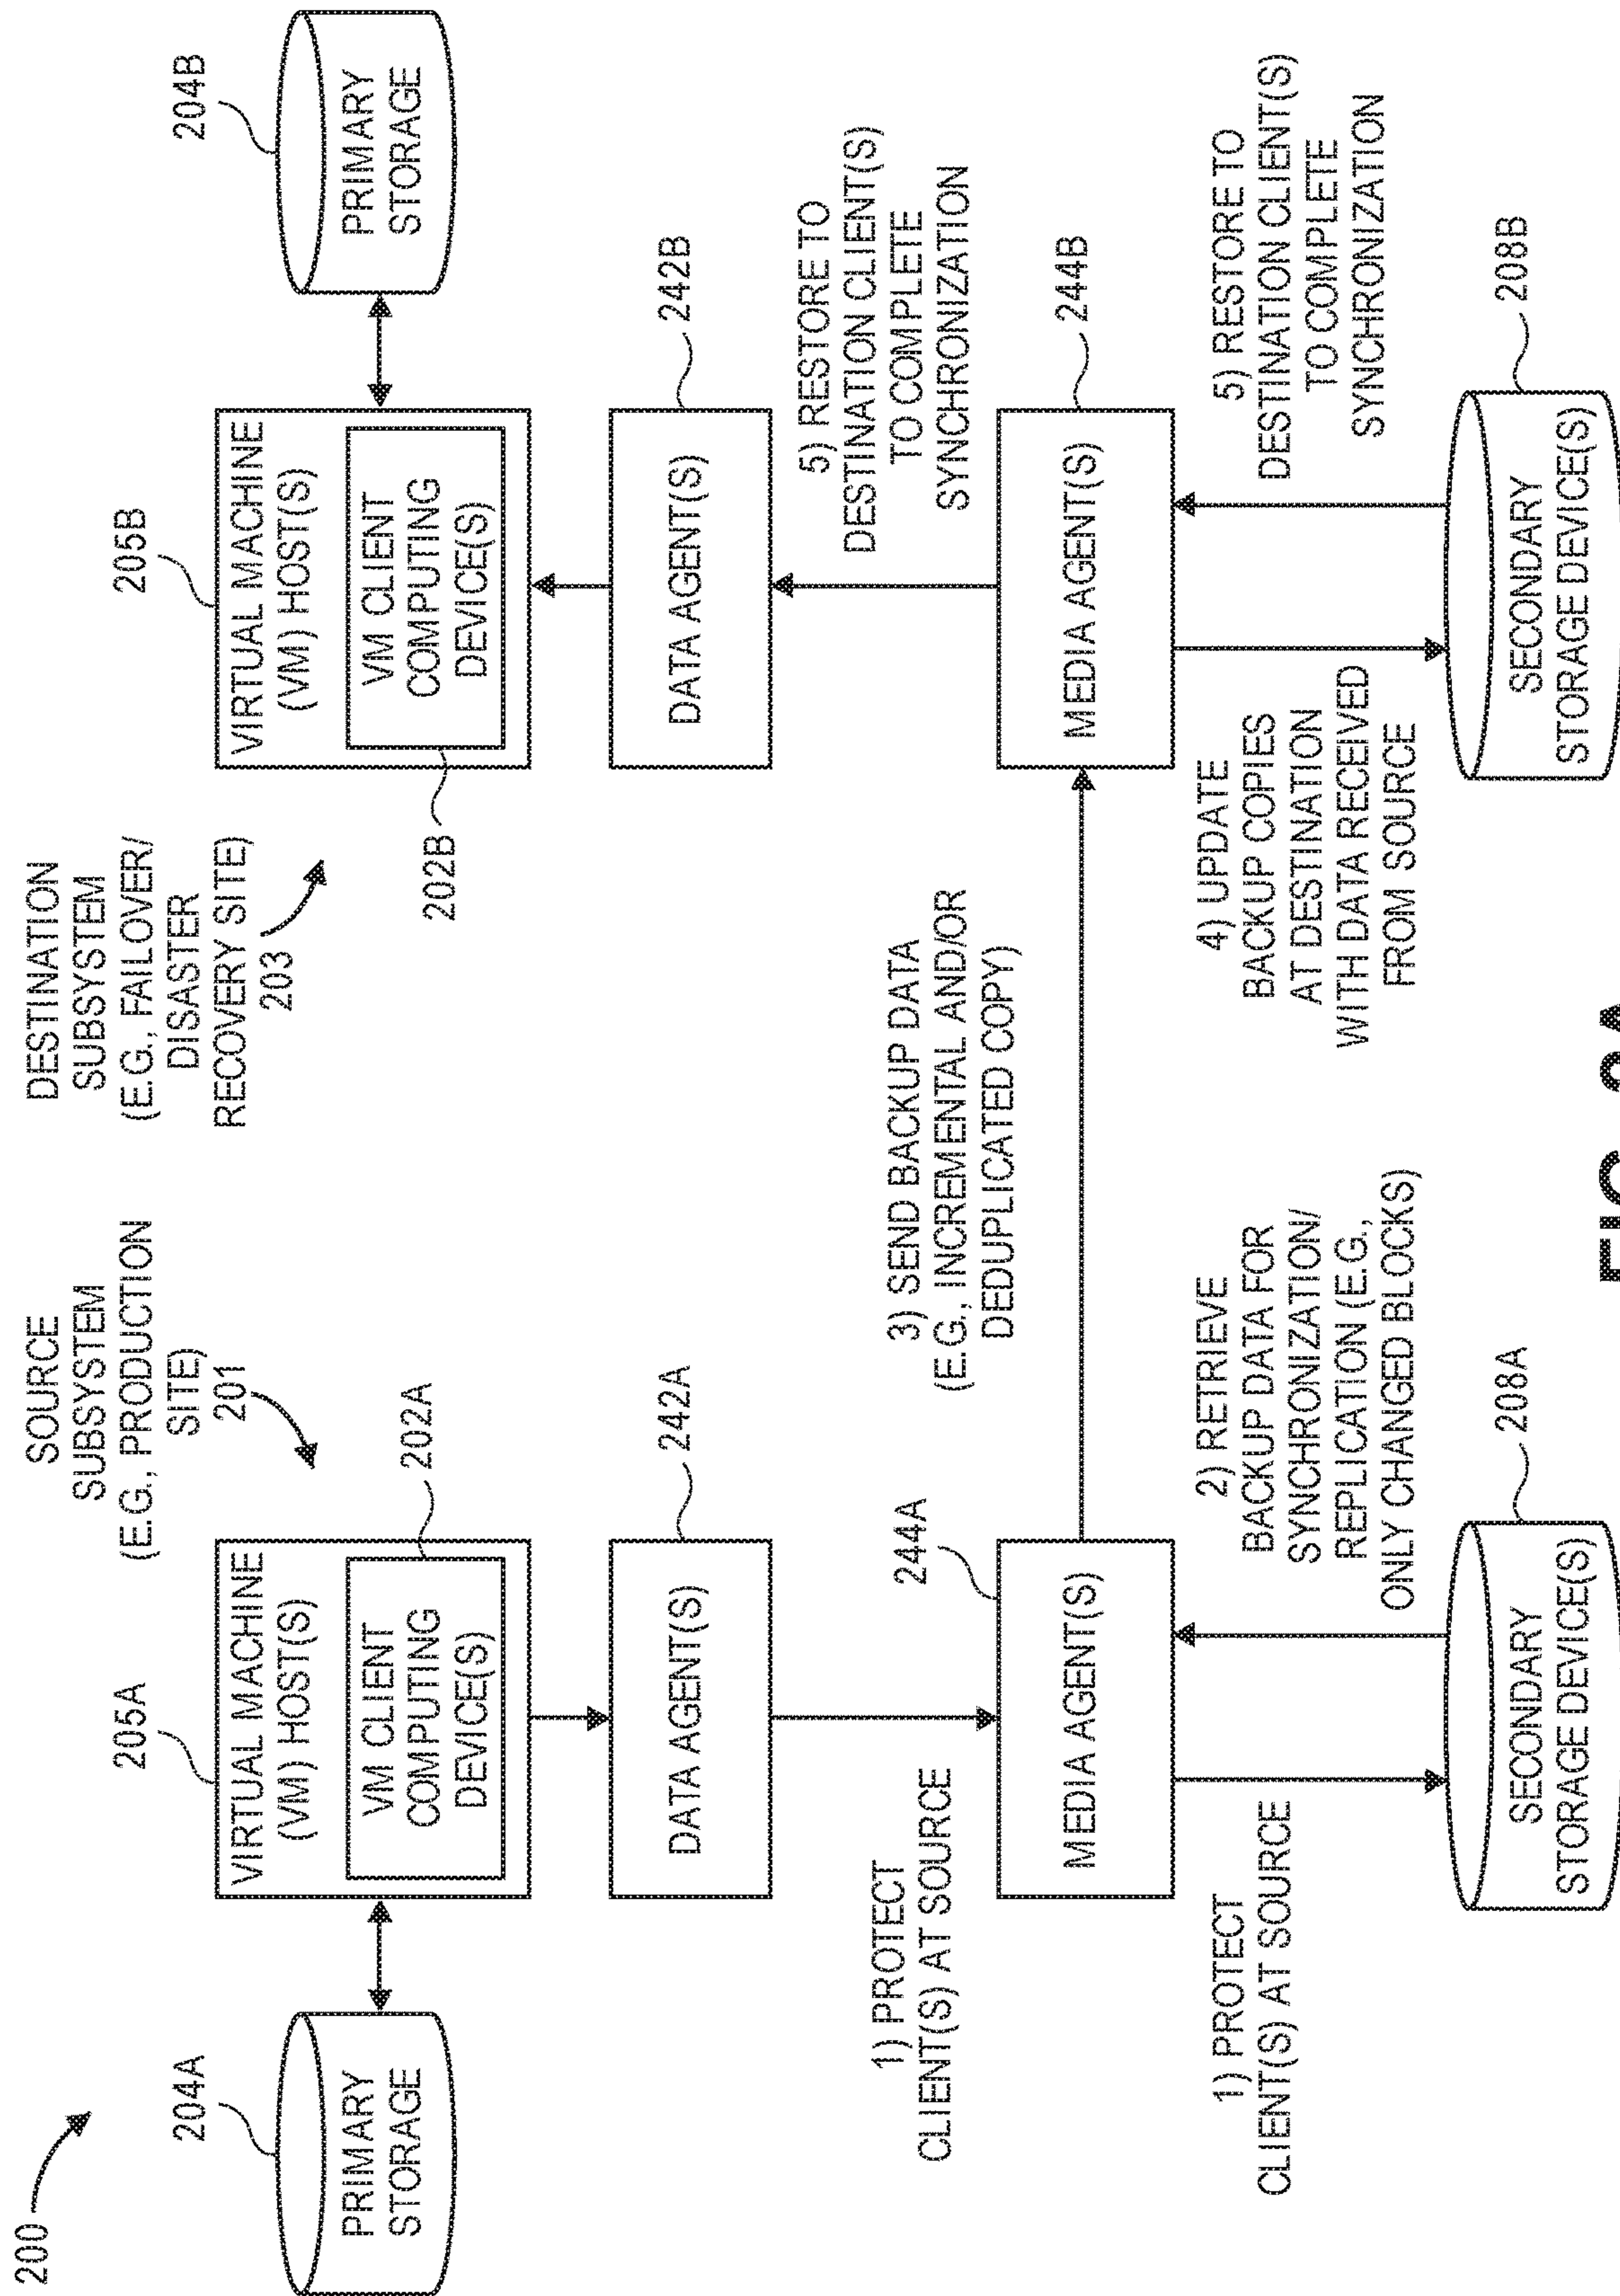 200
SOURCE
SUBSYSTEM
(E.G., PRODUCTION
SITE)
201
DESTINATION
SUBSYSTEM
(E.G., FAILOVER/
DISASTER
RECOVERY SITE)
203
204A
PRIMARY
STORAGE
205A
VIRTUAL MACHINE
(VM) HOST(S)
VM CLIENT
COMPUTING
DEVICE(S)
202A
205B
VIRTUAL MACHINE
(VM) HOST(S)
VM CLIENT
COMPUTING
DEVICE(S)
202B
204B
PRIMARY
STORAGE
DATA AGENT(S)
242A
DATA AGENT(S)
242B
1) PROTECT
CLIENT(S) AT SOURCE
3) SEND BACKUP DATA
(E.G., INCREMENTAL AND/OR
DEDUPLICATED COPY)
5) RESTORE TO
DESTINATION CLIENT(S)
TO COMPLETE
SYNCHRONIZATION
244A
MEDIA AGENT(S)
MEDIA AGENT(S)
244B
1) PROTECT
CLIENT(S) AT SOURCE
2) RETRIEVE
BACKUP DATA FOR
SYNCHRONIZATION/
REPLICATION (E.G.,
ONLY CHANGED BLOCKS)
4) UPDATE
BACKUP COPIES
AT DESTINATION
WITH DATA RECEIVED
FROM SOURCE
5) RESTORE TO
DESTINATION CLIENT(S)
TO COMPLETE
SYNCHRONIZATION
SECONDARY
STORAGE DEVICE(S)
208A
SECONDARY
STORAGE DEVICE(S)
208B